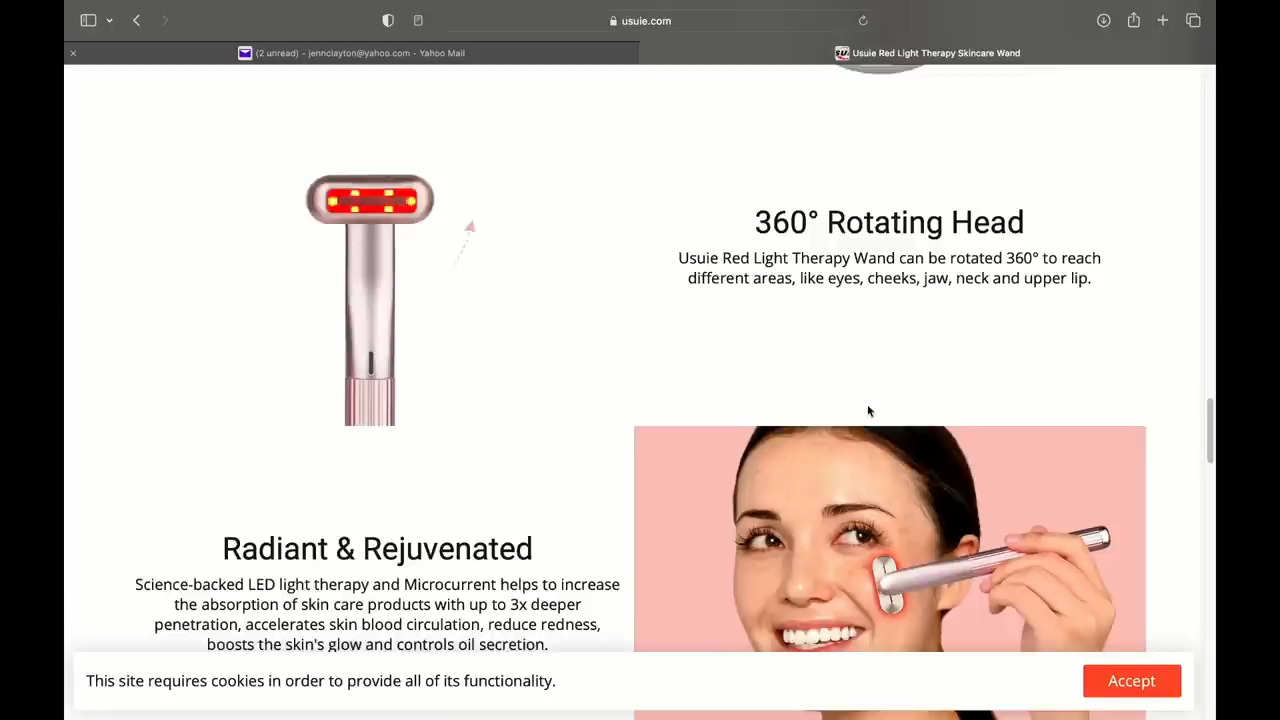 usuie.com
(2 unread) - jennclayton@yahoo.com - Yahoo Mail
Usuie Red Light Therapy Skincare Wand
360° Rotating Head
Usuie Red Light Therapy Wand can be rotated 360° to reach
different areas, like eyes, cheeks, jaw, neck and upper lip.
Radiant & Rejuvenated
Science-backed LED light therapy and Microcurrent helps to increase
the absorption of skin care products with up to 3x deeper
penetration, accelerates skin blood circulation, reduce redness,
boosts the skin's glow and controls oil secretion.
This site requires cookies in order to provide all of its functionality.
Accept